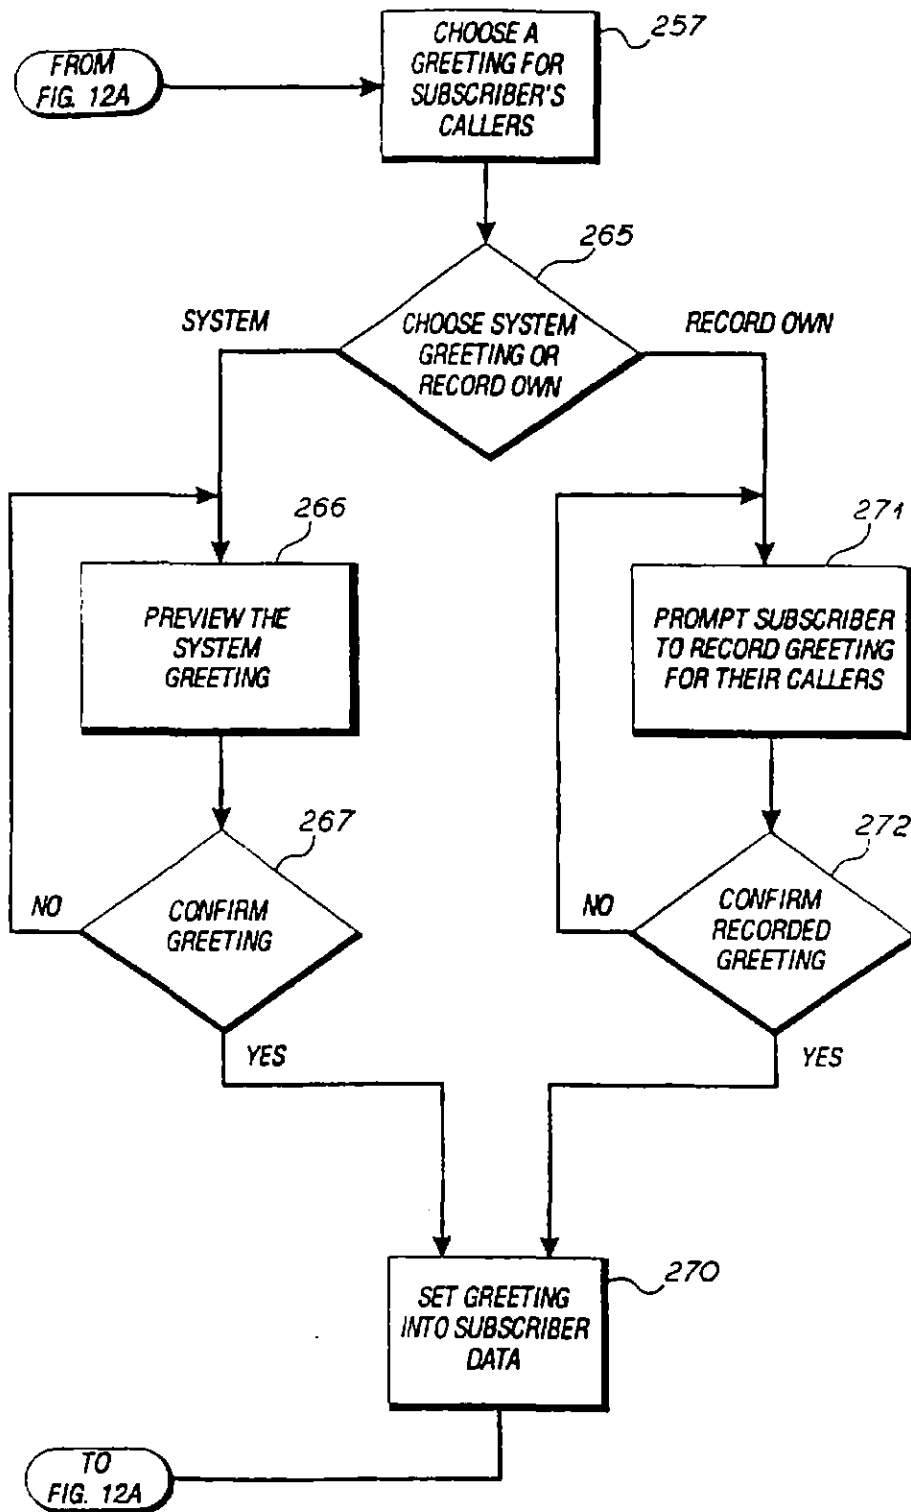 CHOOSE A
GREETING FOR
SUBSCRIBER'S
CALLERS
257
FROM
FIG. 12A
265
SYSTEM
CHOOSE SYSTEM
GREETING OR
RECORD OWN
RECORD OWN
266
PREVIEW THE
SYSTEM
GREETING
271
PROMPT SUBSCRIBER
TO RECORD GREETING
FOR THEIR CALLERS
267
NO
CONFIRM
GREETING
YES
272
NO
CONFIRM
RECORDED
GREETING
YES
270
SET GREETING
INTO SUBSCRIBER
DATA
TO
FIG. 12A